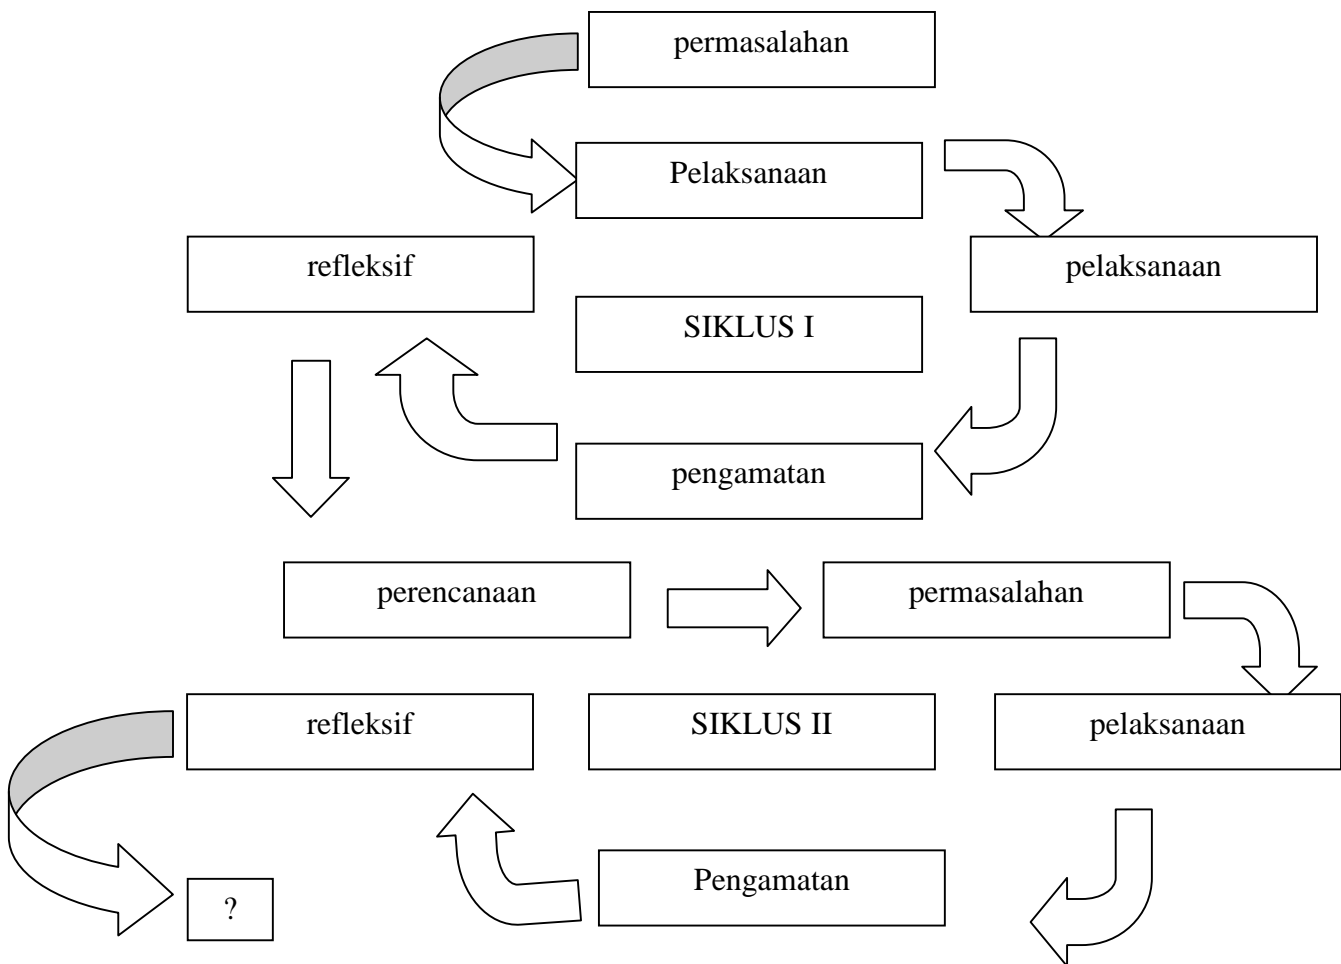 permasalahan
Pelaksanaan
refleksif
pelaksanaan
SIKLUS I
pengamatan
perencanaan
permasalahan
refleksif
SIKLUS II
pelaksanaan
Pengamatan
?